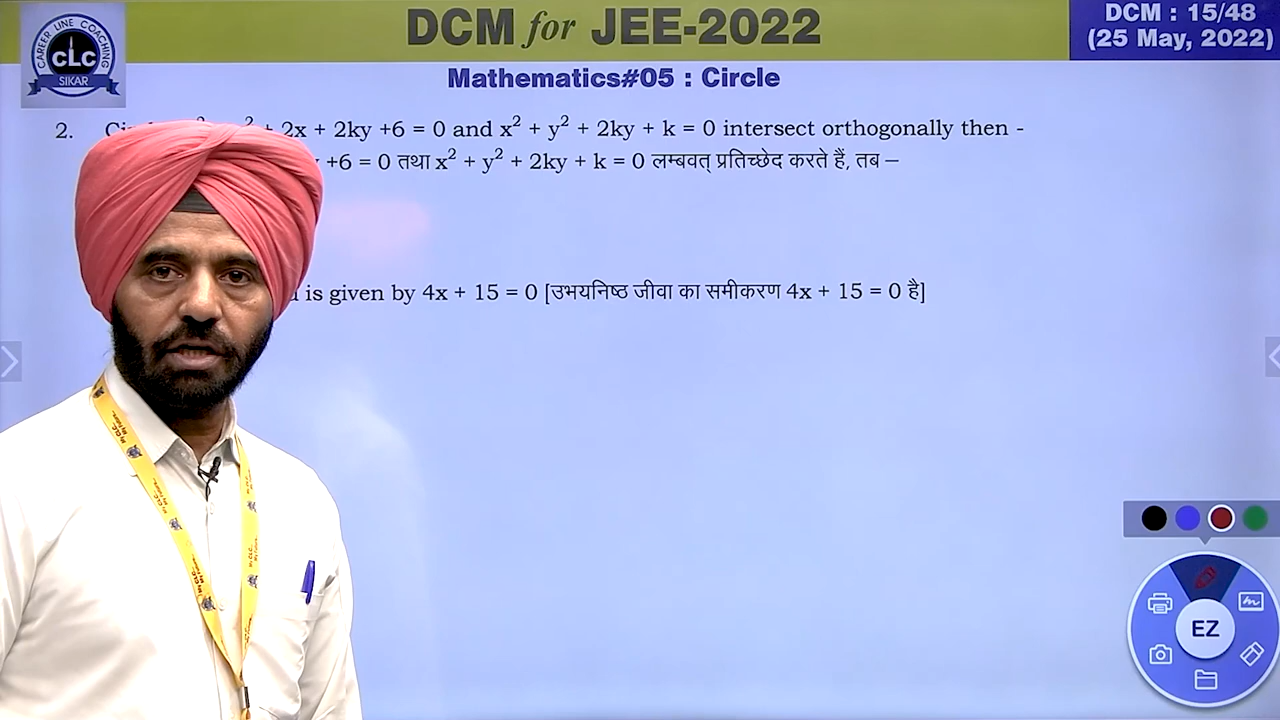 DCM for JEE-2022
DCM : 15/48
(25 May, 2022)
CAREER LINE COACHING
CLC
SIKAR
Mathematics#05 : Circle
2. + 2x + 2ky +6 = 0 and x² + y² + 2ky + k = 0 intersect orthogonally then -
+6 = 0 तथा x² + y² + 2ky + k = 0 लम्बवत् प्रतिच्छेद करते हैं, तब –
is given by 4x + 15 = 0 [उभयनिष्ठ जीवा का समीकरण 4x + 15 = 0 है]
EZ